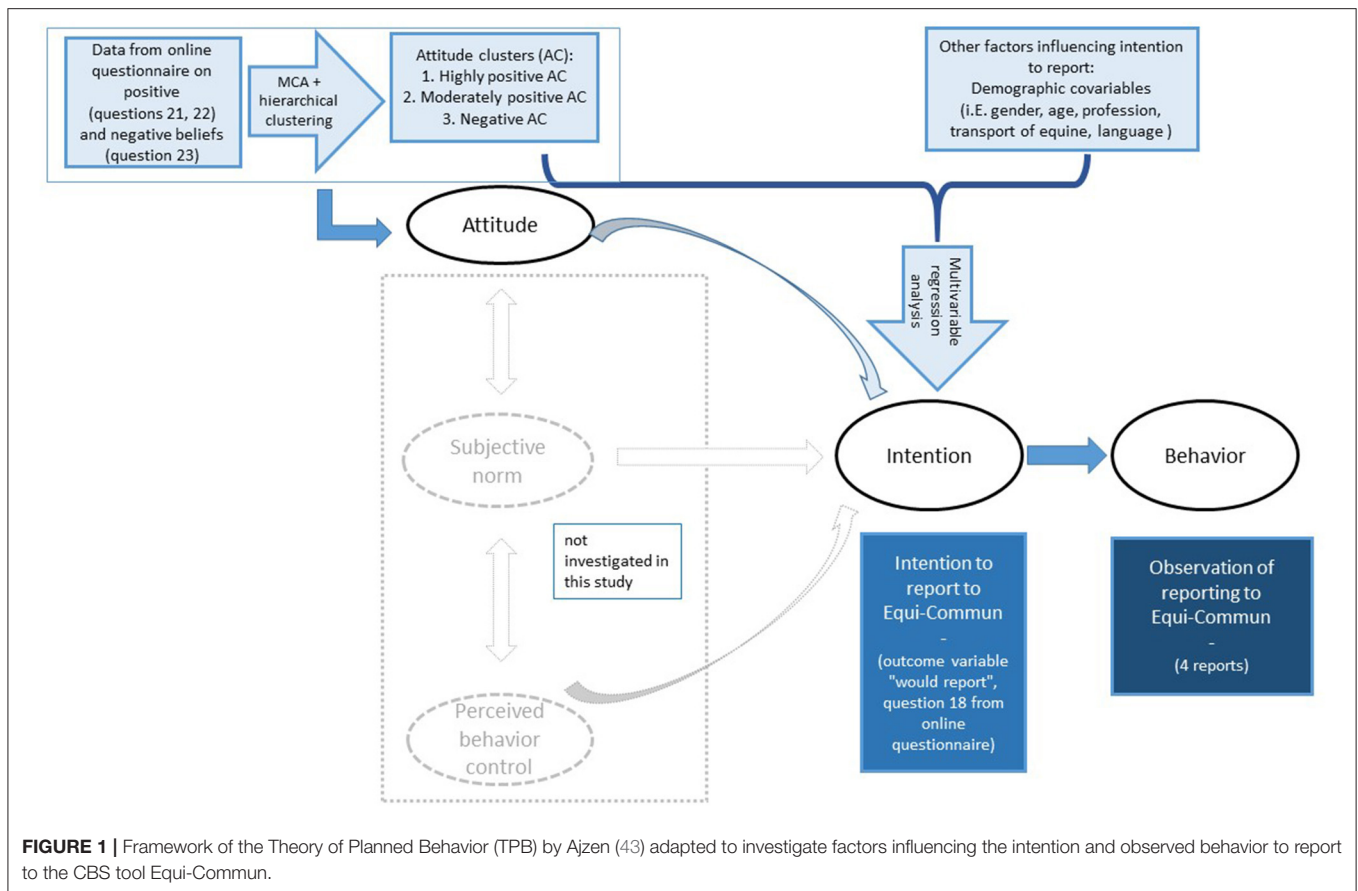 Data from online
questionnaire on
positive
(questions 21, 22)
and negative beliefs
(question 23)
MCA +
hierarchical
clustering
Attitude clusters (AC):
1. Highly positive AC
2. Moderately positive AC
3. Negative AC
Other factors influencing intention
to report:
Demographic covariables
(i.E. gender, age, profession,
transport of equine, language )
Attitude
Multivariable
regression
analysis
Subjective
norm
Intention
Behavior
not
investigated in
this study
Perceived
behavior
control
Intention to
report to
Equi-Commun
-
(outcome variable
"would report",
question 18 from
online
questionnaire)
Observation of
reporting to
Equi-Commun
-
(4 reports)
FIGURE 1 | Framework of the Theory of Planned Behavior (TPB) by Ajzen (43) adapted to investigate factors influencing the intention and observed behavior to report
to the CBS tool Equi-Commun.